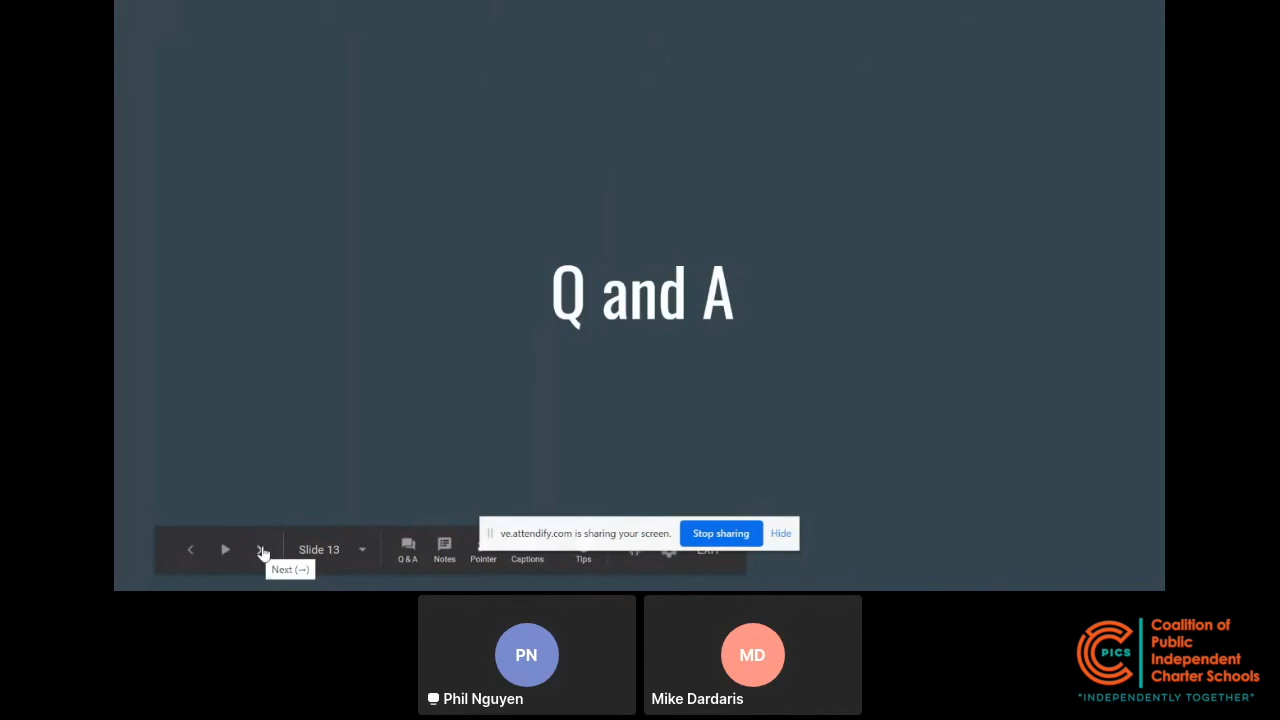 Q and A
ve.attendify.com is sharing your screen.
Stop sharing
Hide
Slide 13
Q & A
Notes
Pointer
Captions
Tips
EXIT
Next (→)
PN
MD
Phil Nguyen
Mike Dardaris
PICS
Coalition of
Public
Independent
Charter Schools
"INDEPENDENTLY TOGETHER"